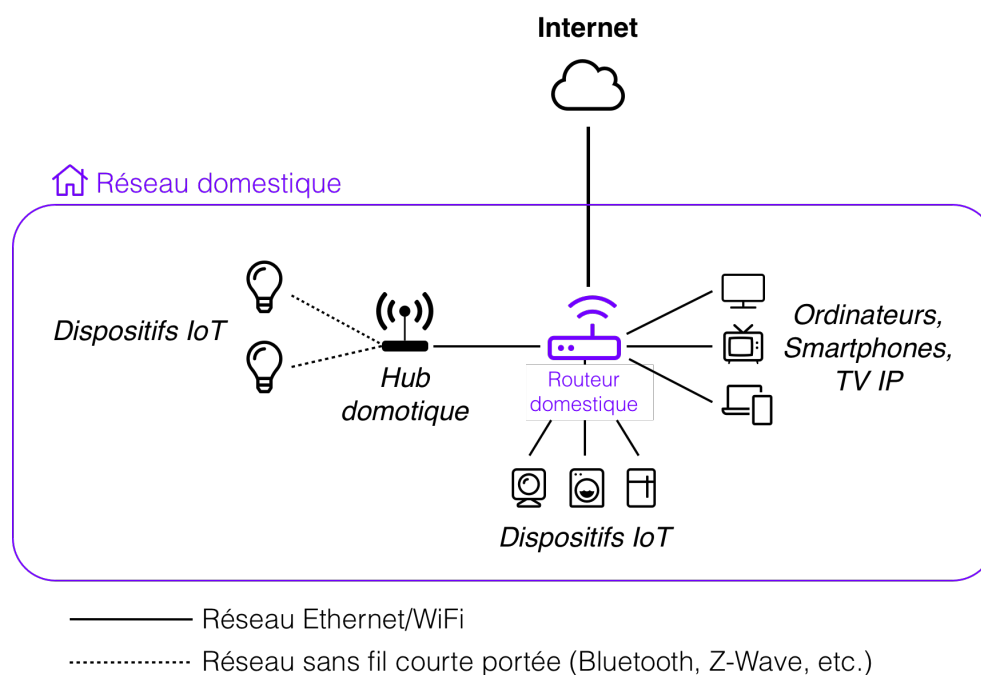 Internet
Réseau domestique
Dispositifs IoT
Hub
domotique
Routeur
domestique
Ordinateurs,
Smartphones,
TV IP
Dispositifs IoT
Réseau Ethernet/WiFi
Réseau sans fil courte portée (Bluetooth, Z-Wave, etc.)